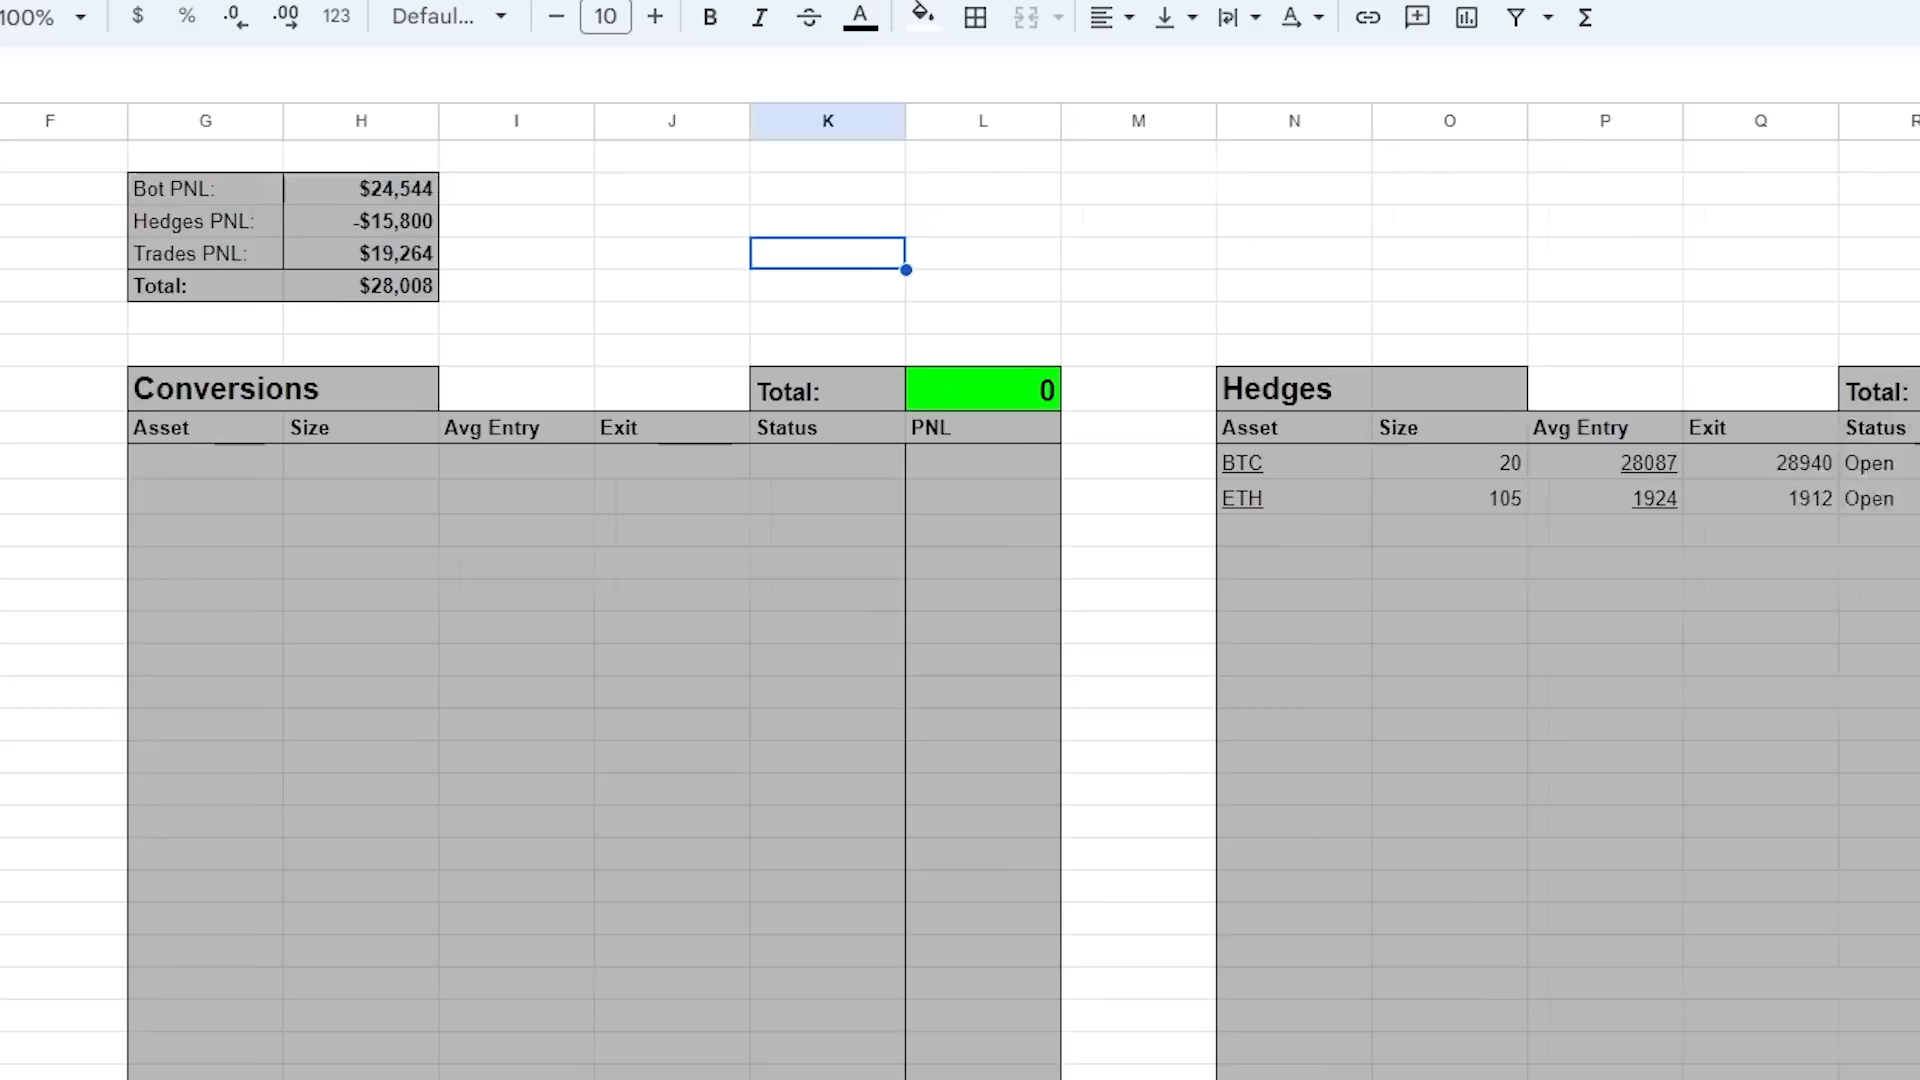 100% $ % .0 .00 123 Defaul... 10 B I A A Σ
F G H I J K L M N O P Q R
Bot PNL: $24,544
Hedges PNL: -$15,800
Trades PNL: $19,264
Total: $28,008
Conversions Total: 0 Hedges Total:
Asset Size Avg Entry Exit Status PNL Asset Size Avg Entry Exit Status
BTC 20 28087 28940 Open
ETH 105 1924 1912 Open